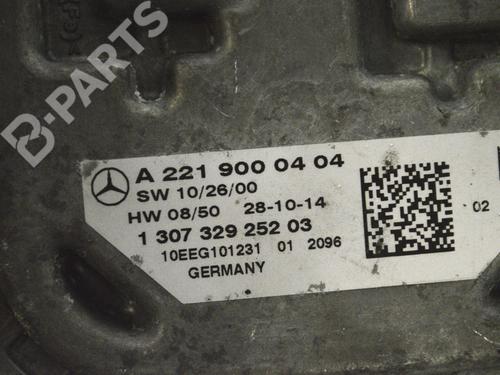 B-PARTS
A 221 900 04 04
SW 10/26/00
HW 08/50 28-10-14
1 307 329 252 03
10EEG101231 01 2096
GERMANY
02